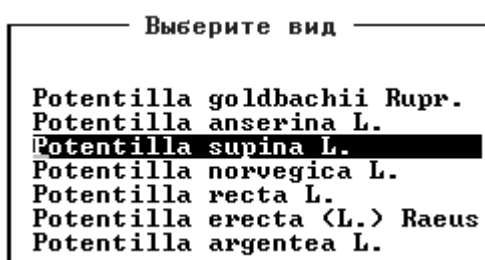 Выберите вид
Potentilla goldbachii Rupr.
Potentilla anserina L.
Potentilla supina L.
Potentilla norvegica L.
Potentilla recta L.
Potentilla erecta (L.) Raeus
Potentilla argentea L.